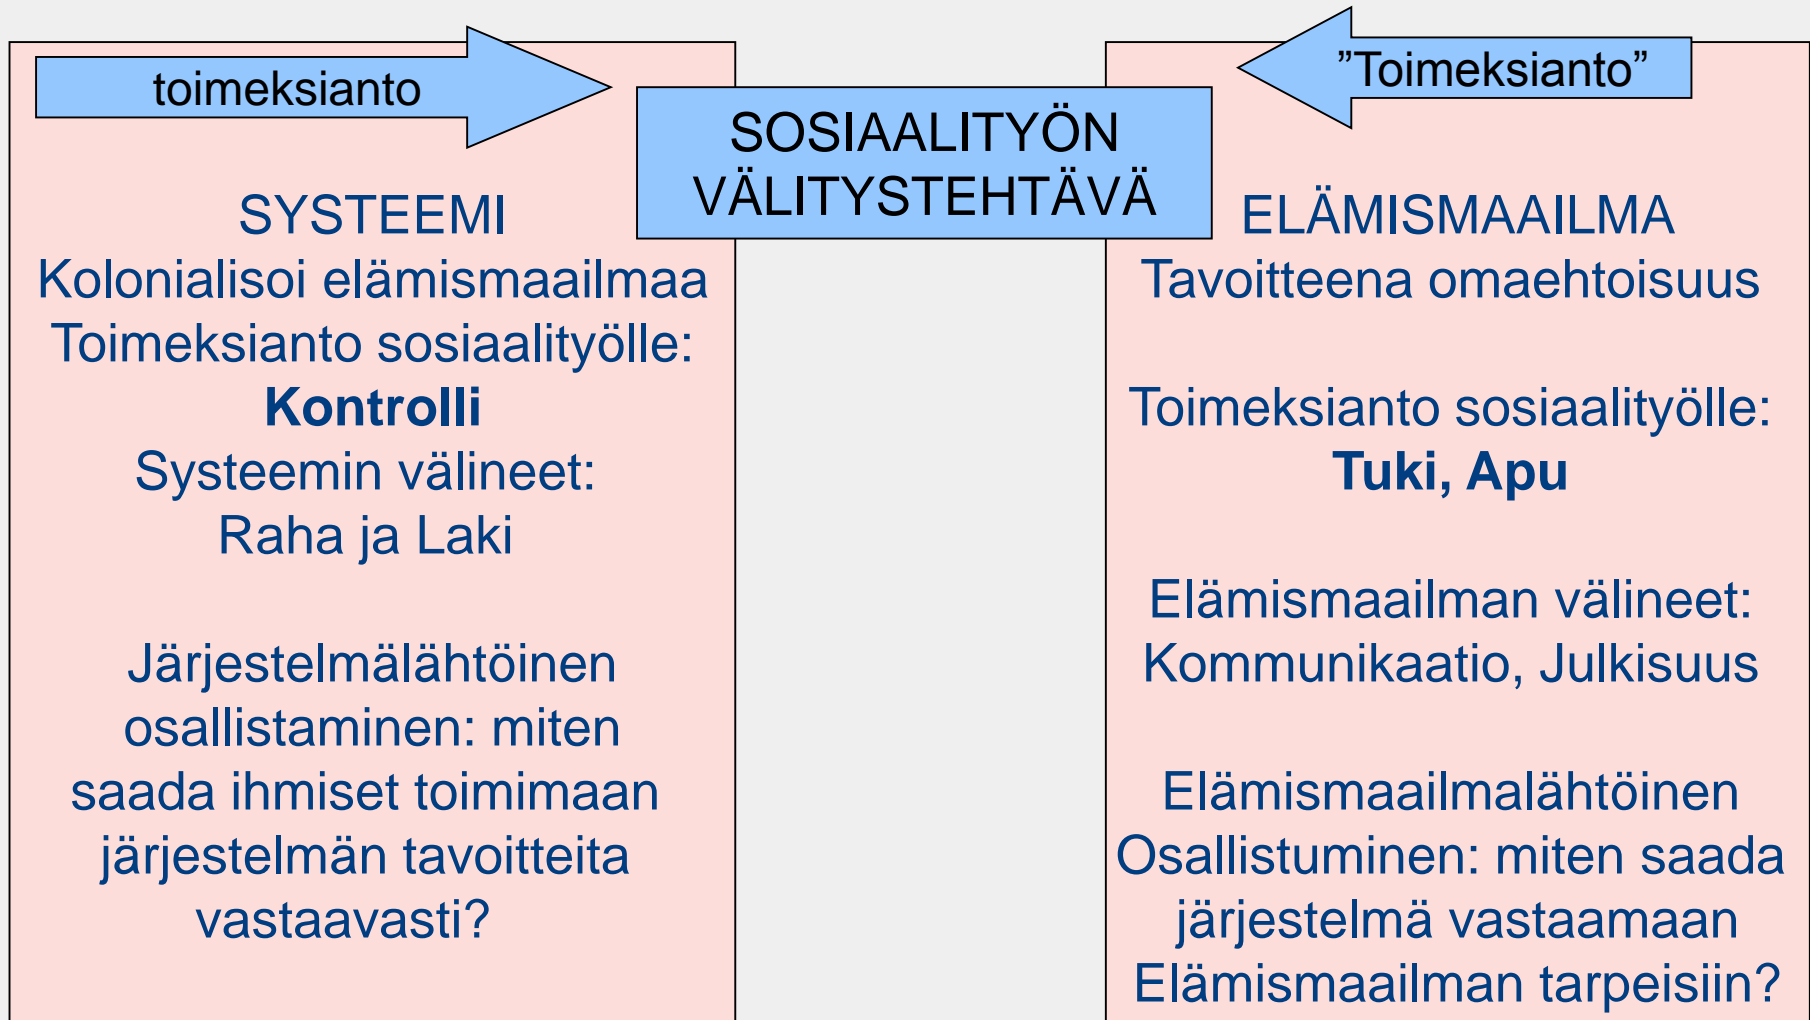 toimeksianto
SYSTEEMI
Kolonialisoi elämismaailmaa
Toimeksianto sosiaalityölle:
Kontrolli
Systeemin välineet:
Raha ja Laki
Järjestelmälähtöinen
osallistaminen: miten
saada ihmiset toimimaan
järjestelmän tavoitteita
vastaavasti?
SOSIAALITYÖN
VÄLITYSTEHTÄVÄ
”Toimeksianto”
ELÄMISMAAILMA
Tavoitteena omaehtoisuus
Toimeksianto sosiaalityölle:
Tuki, Apu
Elämismaailman välineet:
Kommunikaatio, Julkisuus
Elämismaailmalähtöinen
Osallistuminen: miten saada
järjestelmä vastaamaan
Elämismaailman tarpeisiin?